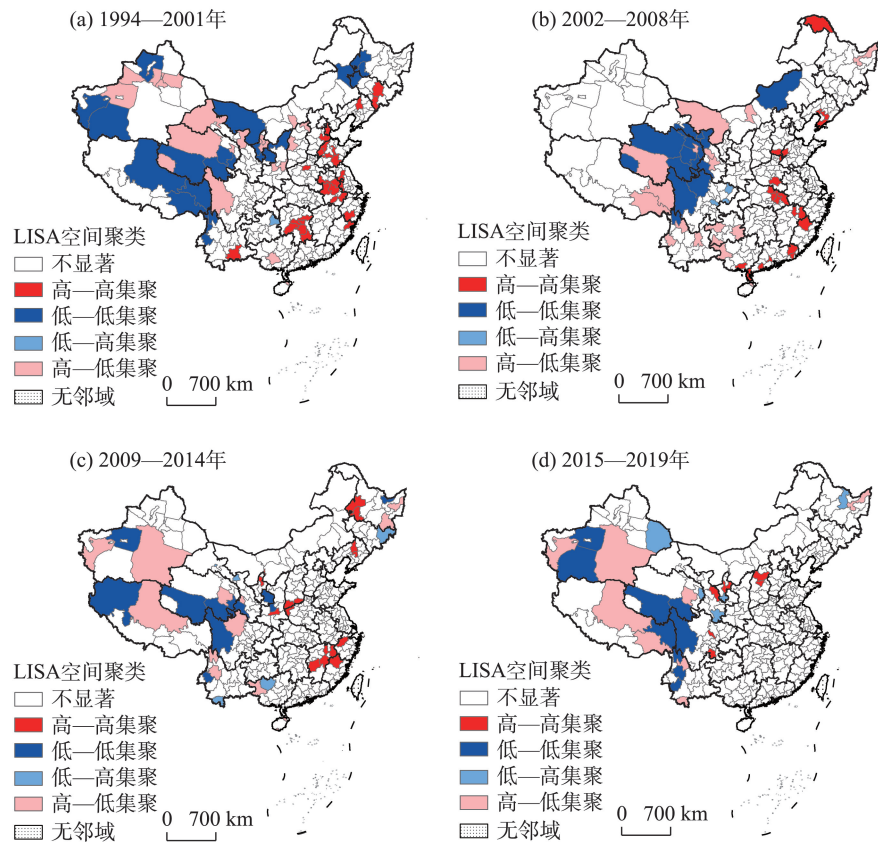 (a) 1994—2001年
LISA空间聚类
不显著
高—高集聚
低—低集聚
低—高集聚
高—低集聚
无邻域
0 700 km
(b) 2002—2008年
LISA空间聚类
不显著
高—高集聚
低—低集聚
低—高集聚
高—低集聚
无邻域
0 700 km
(c) 2009—2014年
LISA空间聚类
不显著
高—高集聚
低—低集聚
低—高集聚
高—低集聚
无邻域
0 700 km
(d) 2015—2019年
LISA空间聚类
不显著
高—高集聚
低—低集聚
低—高集聚
高—低集聚
无邻域
0 700 km